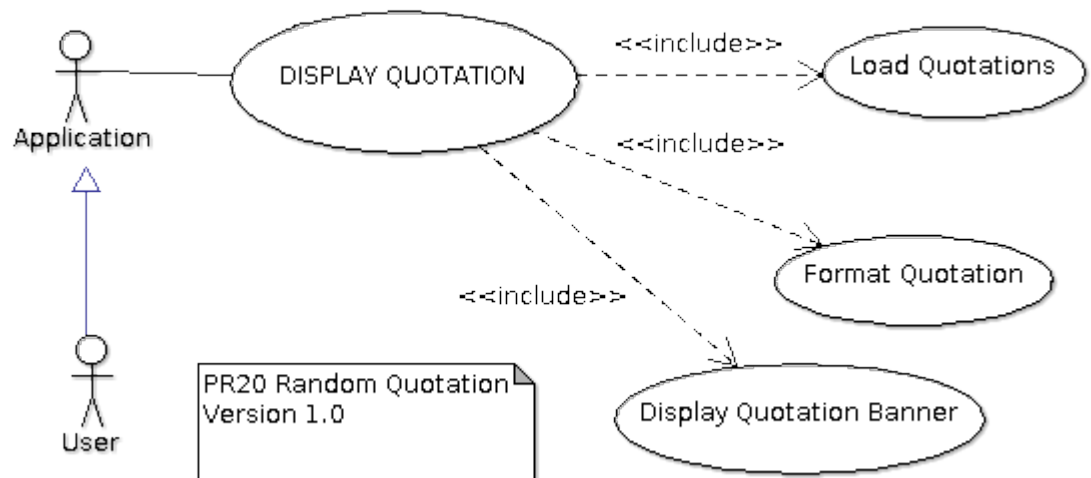 <<include>>
DISPLAY QUOTATION
Load Quotations
Application
<<include>>
Format Quotation
<<include>>
PR20 Random Quotation
Version 1.0
Display Quotation Banner
User